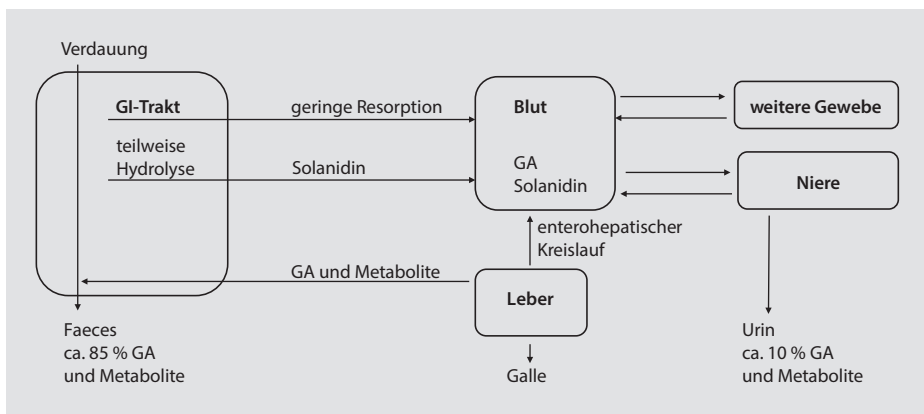 Verdauung
GI-Trakt
geringe Resorption
Blut
weitere Gewebe
teilweise
Hydrolyse
Solanidin
GA
Solanidin
Niere
enterohepatischer
Kreislauf
GA und Metabolite
Leber
Faeces
ca. 85 % GA
und Metabolite
Galle
Urin
ca. 10 % GA
und Metabolite